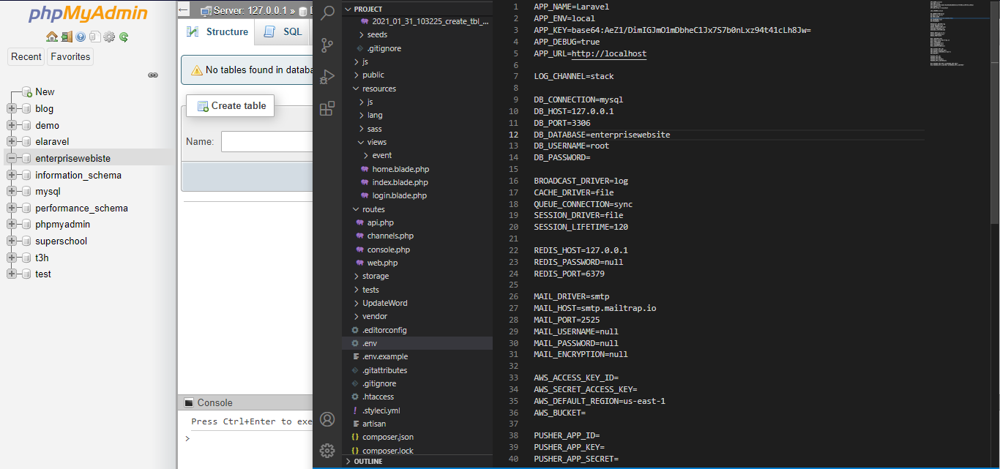 phpMyAdmin
Recent
Favorites
New
blog
demo
elaravel
enterprisewebiste
information_schema
mysql
performance_schema
phpmyadmin
superschool
t3h
test
Server: 127.0.0.1 »
Structure
SQL
No tables found in databa
Create table
Name:
Console
Press Ctrl+Enter to exe
>
PROJECT
2021_01_31_103225_create_tbl_...
seeds
.gitignore
js
public
resources
js
lang
sass
views
event
home.blade.php
index.blade.php
login.blade.php
routes
api.php
channels.php
console.php
web.php
storage
tests
UpdateWord
vendor
.editorconfig
.env
.env.example
.gitattributes
.gitignore
.htaccess
.styleci.yml
artisan
composer.json
composer.lock
OUTLINE
1 APP_NAME=Laravel
2 APP_ENV=local
3 APP_KEY=base64:AeZ1/DimIGJmO1mDbheC1Jx7S7b0nLxz94t41cLh8Jw=
4 APP_DEBUG=true
5 APP_URL=http://localhost
6
7 LOG_CHANNEL=stack
8
9 DB_CONNECTION=mysql
10 DB_HOST=127.0.0.1
11 DB_PORT=3306
12 DB_DATABASE=enterprisewebsite
13 DB_USERNAME=root
14 DB_PASSWORD=
15
16 BROADCAST_DRIVER=log
17 CACHE_DRIVER=file
18 QUEUE_CONNECTION=sync
19 SESSION_DRIVER=file
20 SESSION_LIFETIME=120
21
22 REDIS_HOST=127.0.0.1
23 REDIS_PASSWORD=null
24 REDIS_PORT=6379
25
26 MAIL_DRIVER=smtp
27 MAIL_HOST=smtp.mailtrap.io
28 MAIL_PORT=2525
29 MAIL_USERNAME=null
30 MAIL_PASSWORD=null
31 MAIL_ENCRYPTION=null
32
33 AWS_ACCESS_KEY_ID=
34 AWS_SECRET_ACCESS_KEY=
35 AWS_DEFAULT_REGION=us-east-1
36 AWS_BUCKET=
37
38 PUSHER_APP_ID=
39 PUSHER_APP_KEY=
40 PUSHER_APP_SECRET=